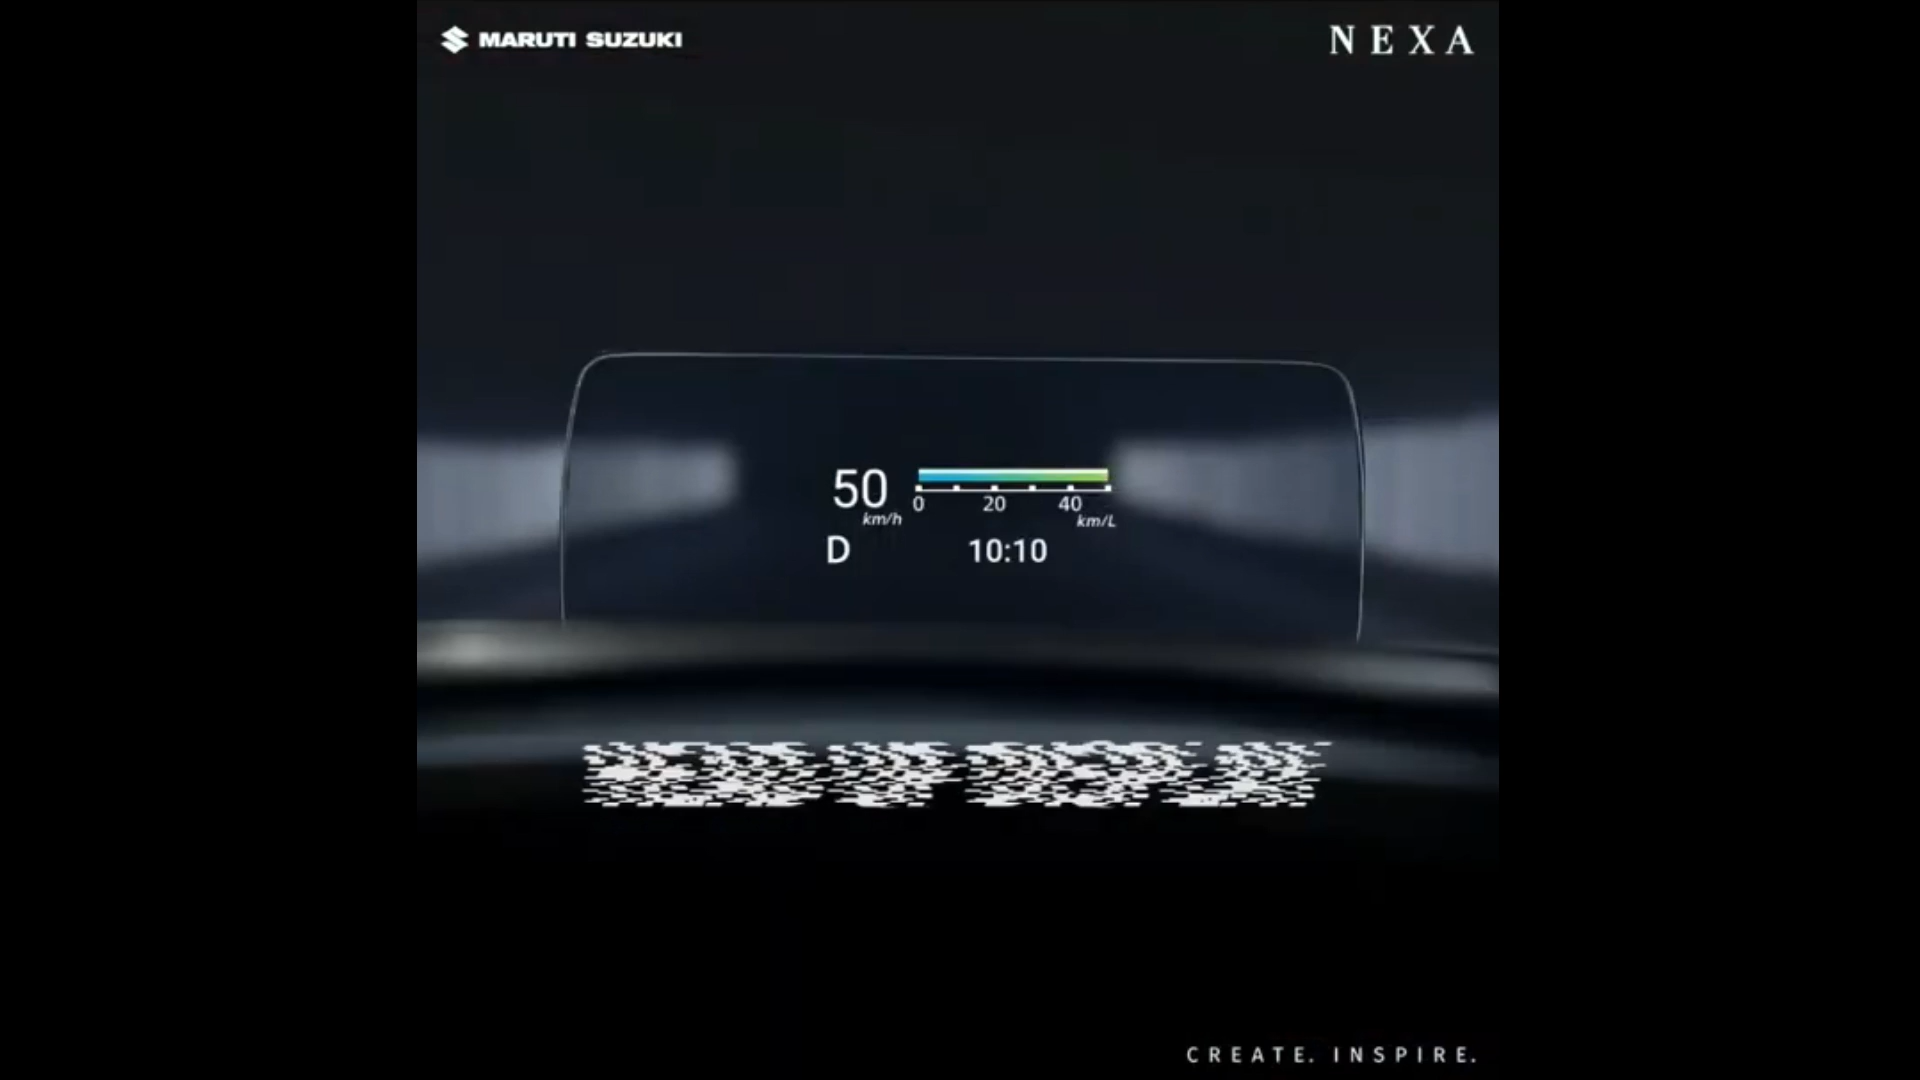 MARUTI SUZUKI
NEXA
50 km/h
0 20 40
km/L
D
10:10
CREATE. INSPIRE.